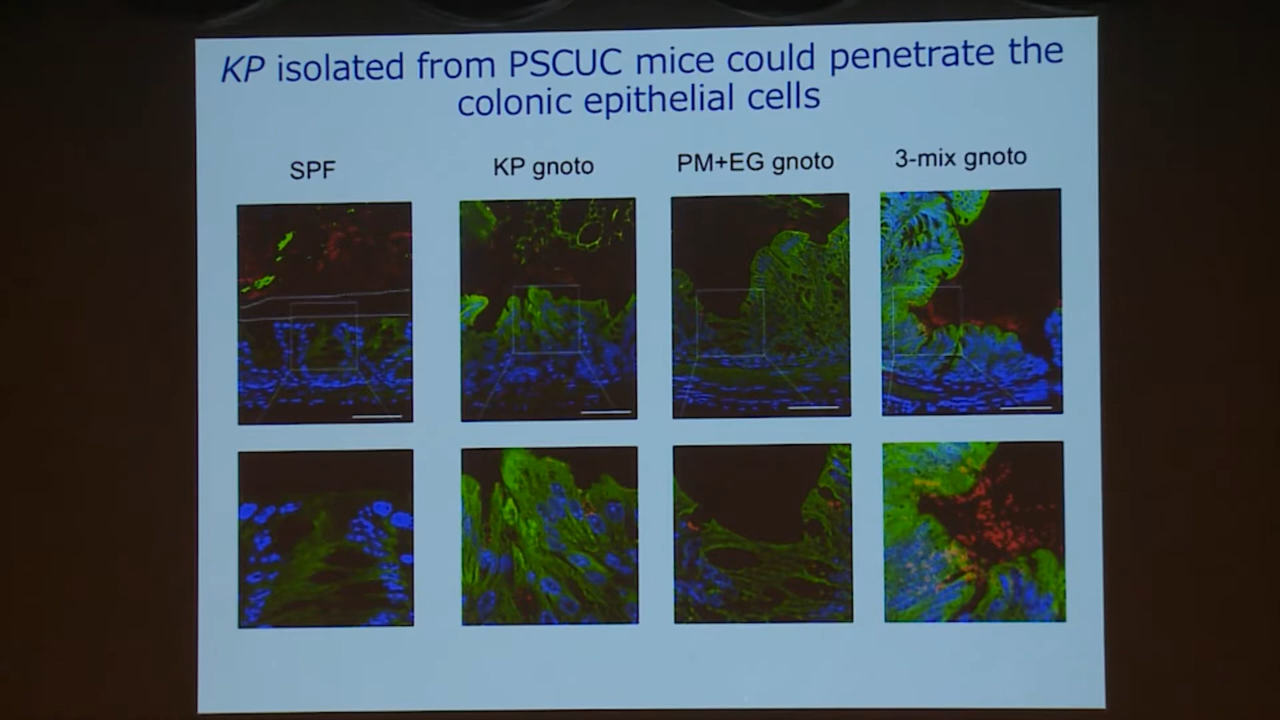 KP isolated from PSCUC mice could penetrate the
colonic epithelial cells
SPF
KP gnoto
PM+EG gnoto
3-mix gnoto